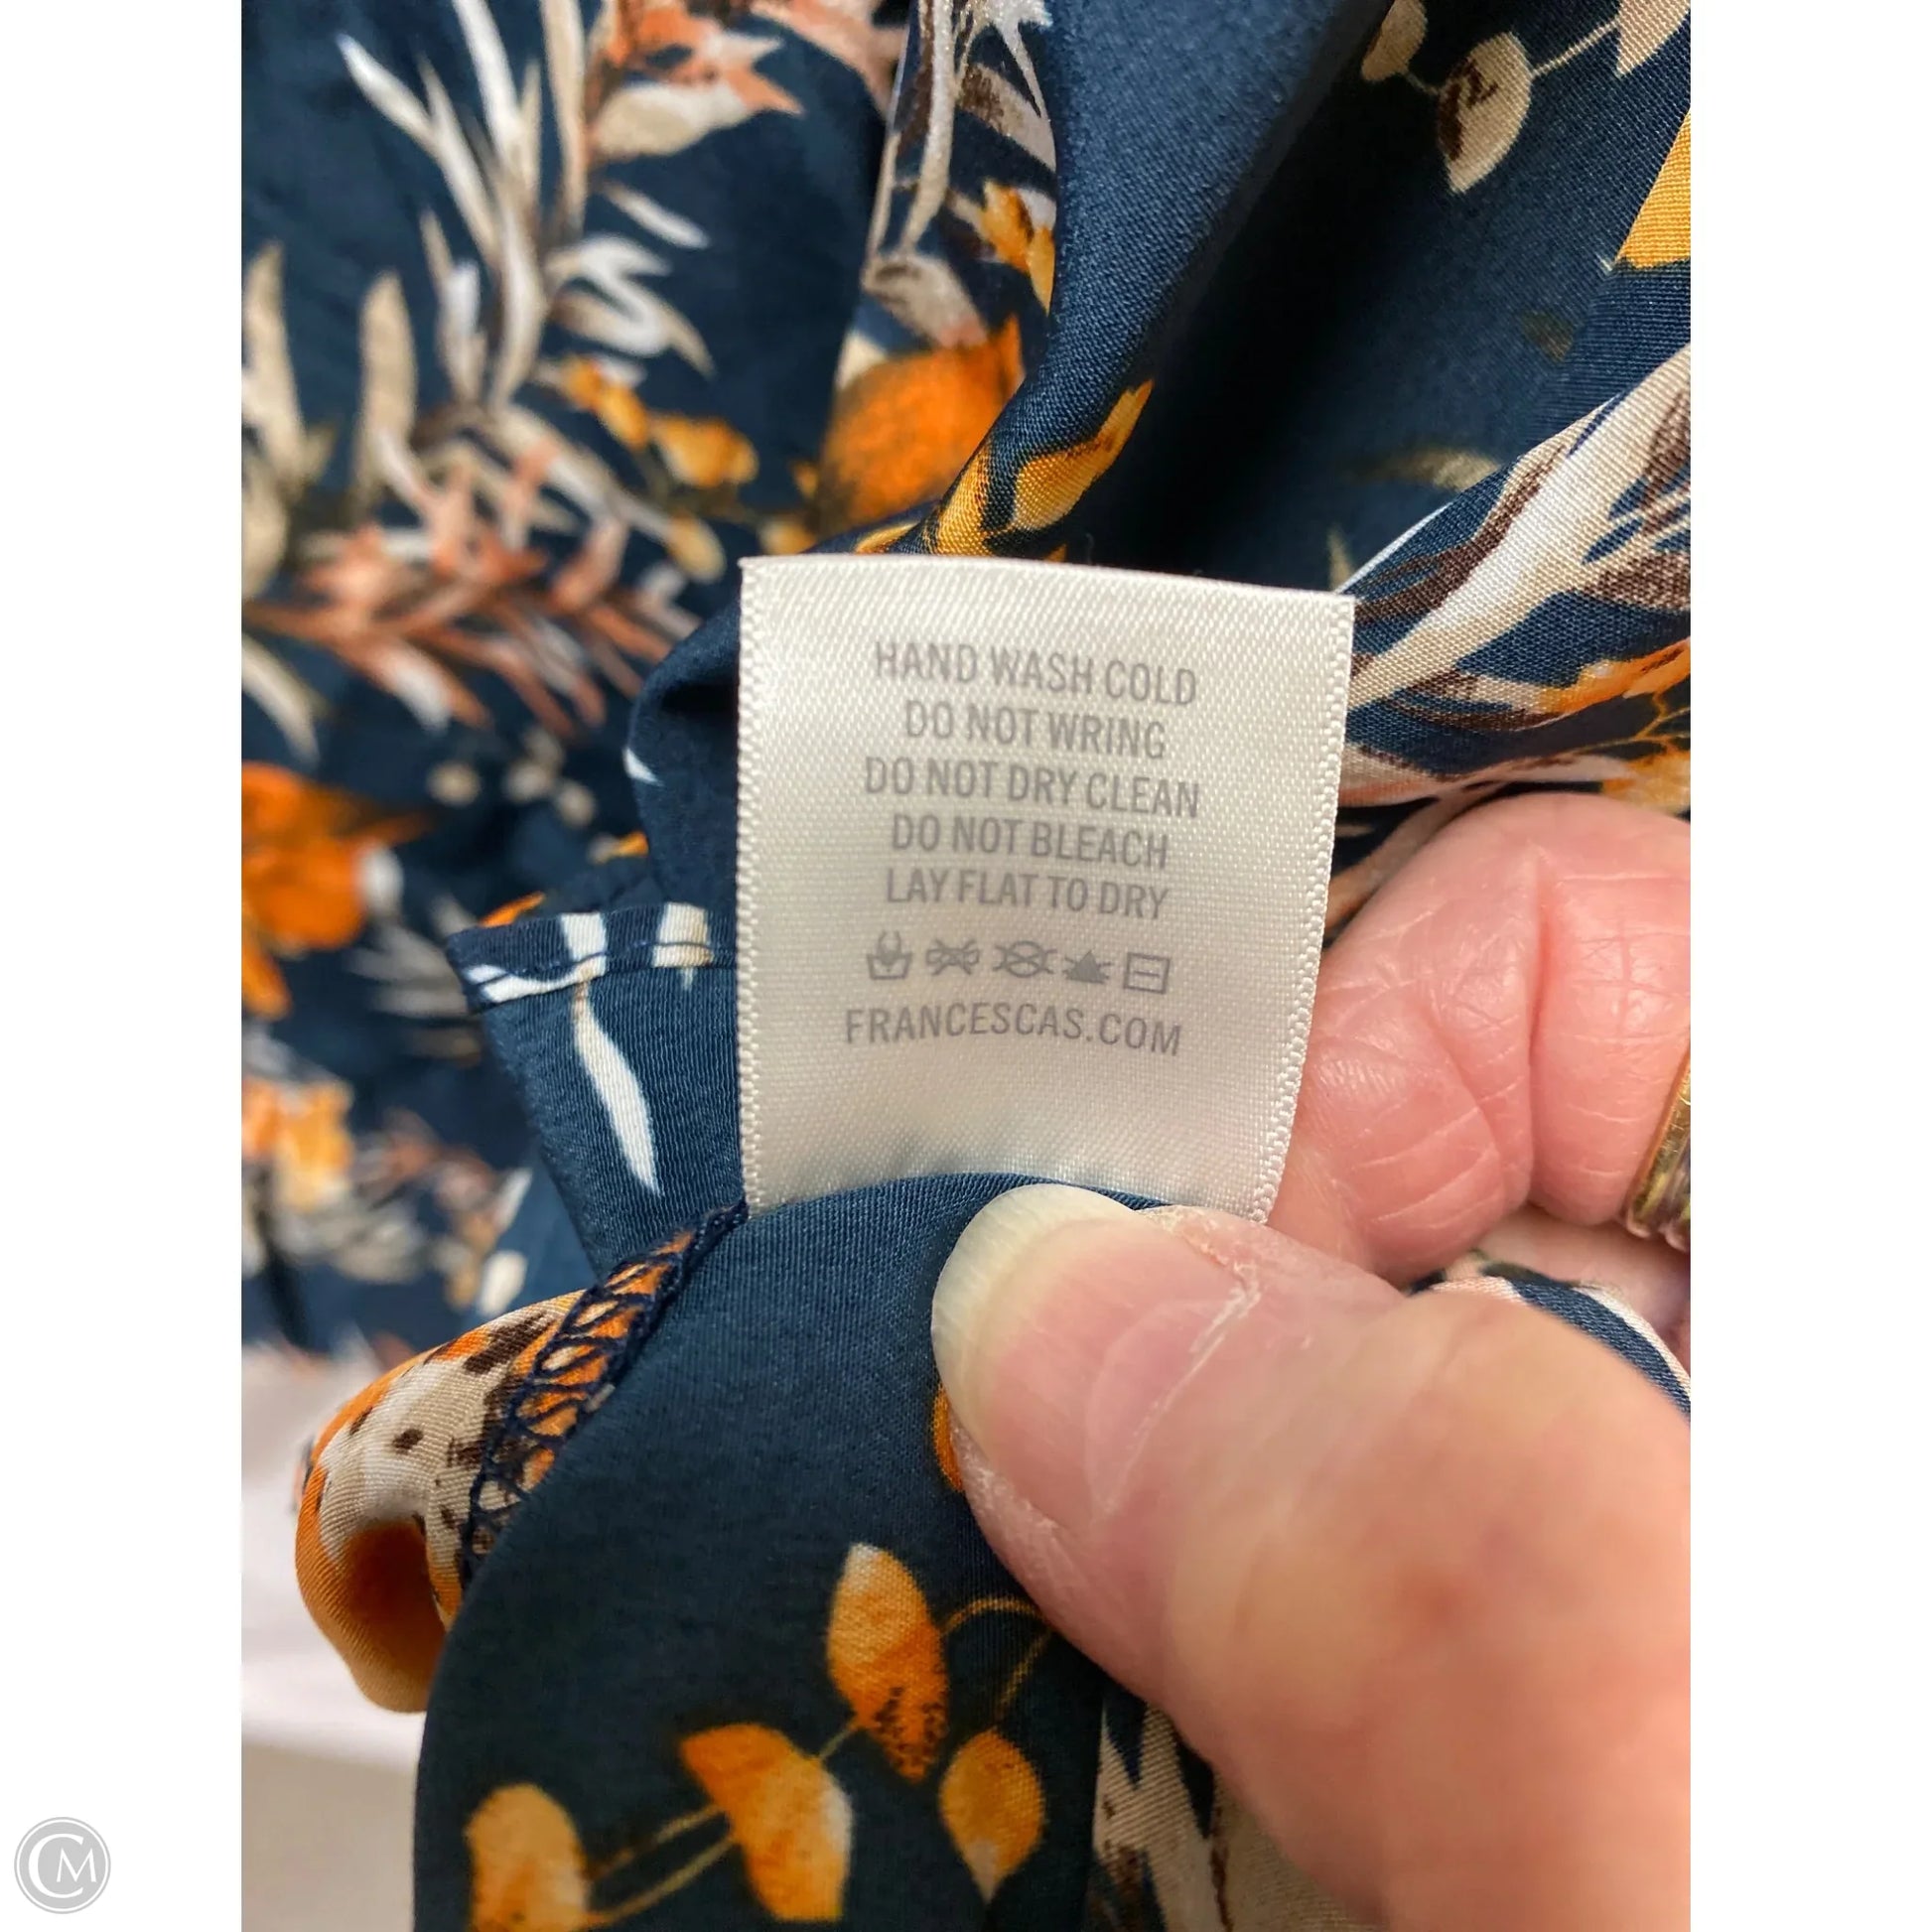 HAND WASH COLD
DO NOT WRING
DO NOT DRY CLEAN
DO NOT BLEACH
LAY FLAT TO DRY
FRANCESCAS.COM
CM